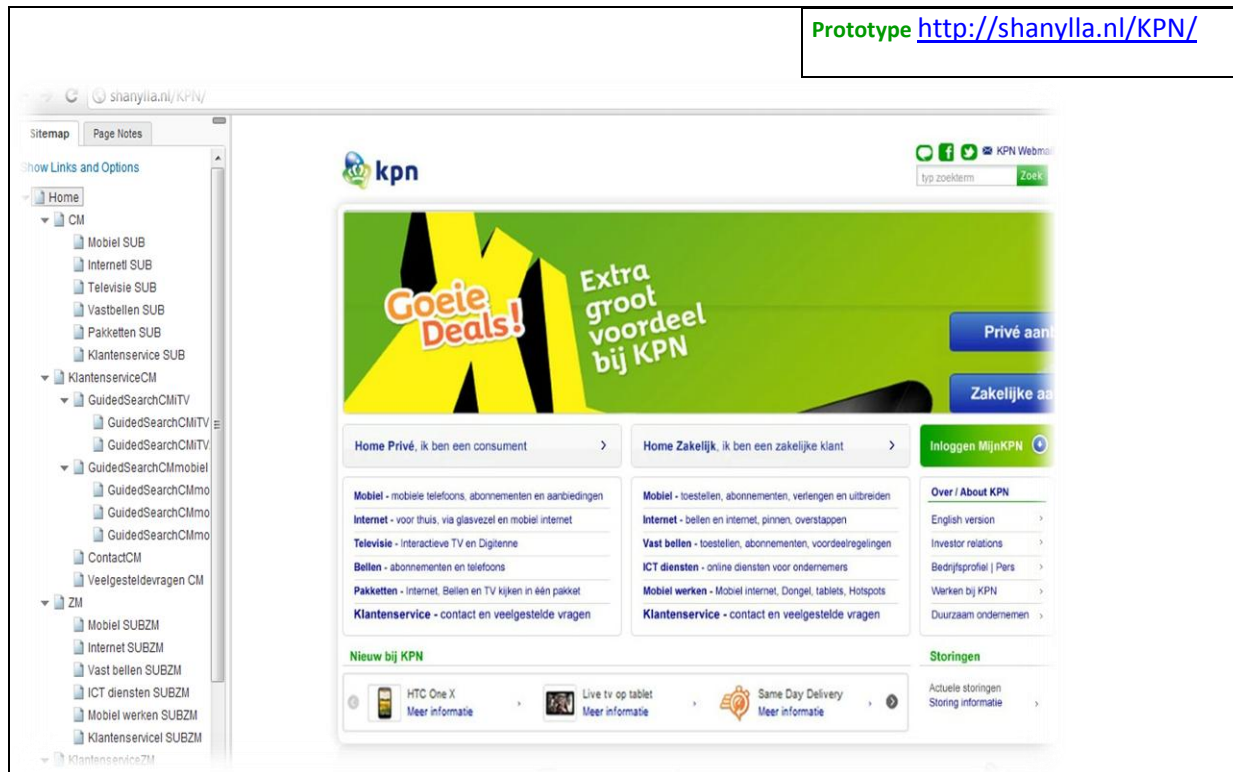 Prototype http://shanylla.nl/KPN/
shanylla.nl/KPN/
Sitemap
Page Notes
Show Links and Options
Home
CM
Mobiel SUB
Internetl SUB
Televisie SUB
Vastbellen SUB
Pakketten SUB
Klantenservice SUB
KlantenserviceCM
GuidedSearchCMiTV
GuidedSearchCMiTV
GuidedSearchCMiTV
GuidedSearchCMmobiel
GuidedSearchCMmo
GuidedSearchCMmo
GuidedSearchCMmo
ContactCM
Veelgesteldevragen CM
ZM
Mobiel SUBZM
Internet SUBZM
Vast bellen SUBZM
ICT diensten SUBZM
Mobiel werken SUBZM
Klantenservicel SUBZM
KlantenserviceZM
kpn
KPN Webmai
typ zoekterm
Zoek
Goeie
Deals!
Extra
groot
voordeel
bij KPN
Privé aan
Zakelijke aa
Home Privé, ik ben een consument
Home Zakelijk, ik ben een zakelijke klant
Inloggen MijnKPN
Mobiel - mobiele telefoons, abonnementen en aanbiedingen
Internet - voor thuis, via glasvezel en mobiel internet
Televisie - Interactieve TV en Digitenne
Bellen - abonnementen en telefoons
Pakketten - Internet, Bellen en TV kijken in één pakket
Klantenservice - contact en veelgestelde vragen
Mobiel - toestellen, abonnementen, verlengen en uitbreiden
Internet - bellen en internet, pinnen, overstappen
Vast bellen - toestellen, abonnementen, voordeelregelingen
ICT diensten - online diensten voor ondernemers
Mobiel werken - Mobiel internet, Dongel, tablets, Hotspots
Klantenservice - contact en veelgestelde vragen
Over / About KPN
English version
Investor relations
Bedrijfsprofiel | Pers
Werken bij KPN
Duurzaam ondernemen
Nieuw bij KPN
HTC One X
Meer informatie
Live tv op tablet
Meer informatie
Same Day Delivery
Meer informatie
Storingen
Actuele storingen
Storing informatie